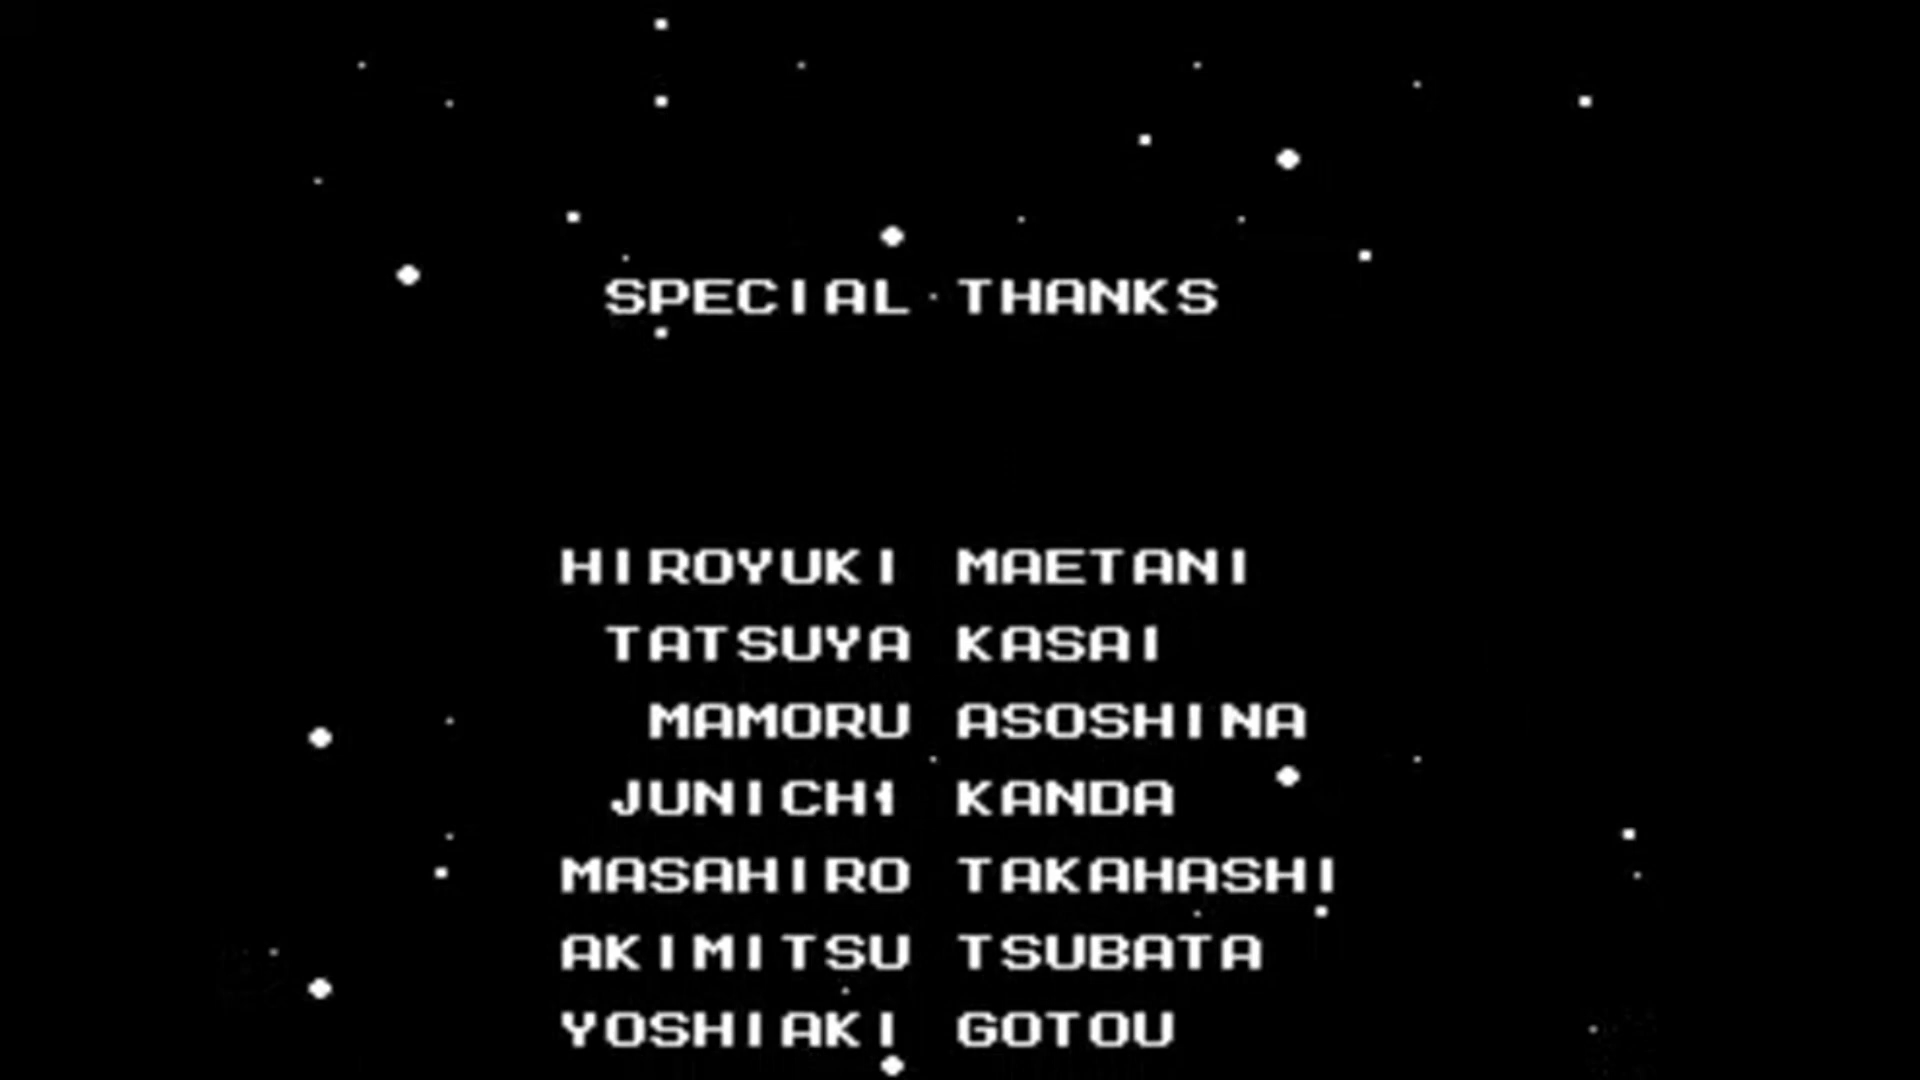 SPECIAL THANKS
HIROYUKI MAETANI
TATSUYA KASAI
MAMORU ASOSHINA
JUNICHI KANDA
MASAHIRO TAKAHASHI
AKIMITSU TSUBATA
YOSHIAKI GOTOU